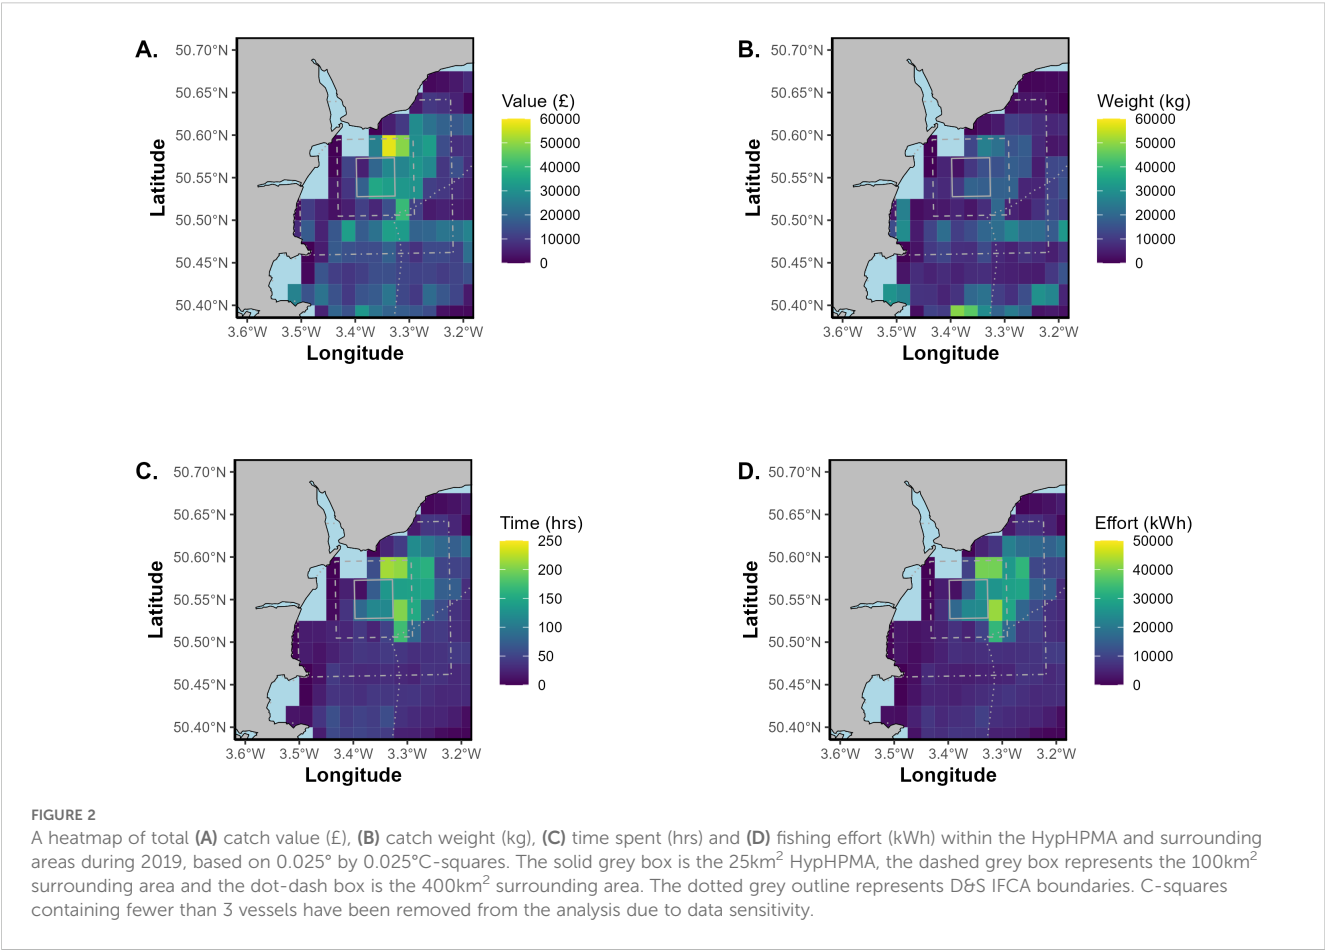 A.
50.70°N
50.65°N
50.60°N
50.55°N
50.50°N
50.45°N
50.40°N
Latitude
3.6°W 3.5°W 3.4°W 3.3°W 3.2°W
Longitude
Value (£)
60000
50000
40000
30000
20000
10000
0
B.
50.70°N
50.65°N
50.60°N
50.55°N
50.50°N
50.45°N
50.40°N
Latitude
3.6°W 3.5°W 3.4°W 3.3°W 3.2°W
Longitude
Weight (kg)
60000
50000
40000
30000
20000
10000
0
C.
50.70°N
50.65°N
50.60°N
50.55°N
50.50°N
50.45°N
50.40°N
Latitude
3.6°W 3.5°W 3.4°W 3.3°W 3.2°W
Longitude
Time (hrs)
250
200
150
100
50
0
D.
50.70°N
50.65°N
50.60°N
50.55°N
50.50°N
50.45°N
50.40°N
Latitude
3.6°W 3.5°W 3.4°W 3.3°W 3.2°W
Longitude
Effort (kWh)
50000
40000
30000
20000
10000
0
FIGURE 2
A heatmap of total (A) catch value (£), (B) catch weight (kg), (C) time spent (hrs) and (D) fishing effort (kWh) within the HypHPMA and surrounding
areas during 2019, based on 0.025° by 0.025°C-squares. The solid grey box is the 25km² HypHPMA, the dashed grey box represents the 100km²
surrounding area and the dot-dash box is the 400km² surrounding area. The dotted grey outline represents D&S IFCA boundaries. C-squares
containing fewer than 3 vessels have been removed from the analysis due to data sensitivity.